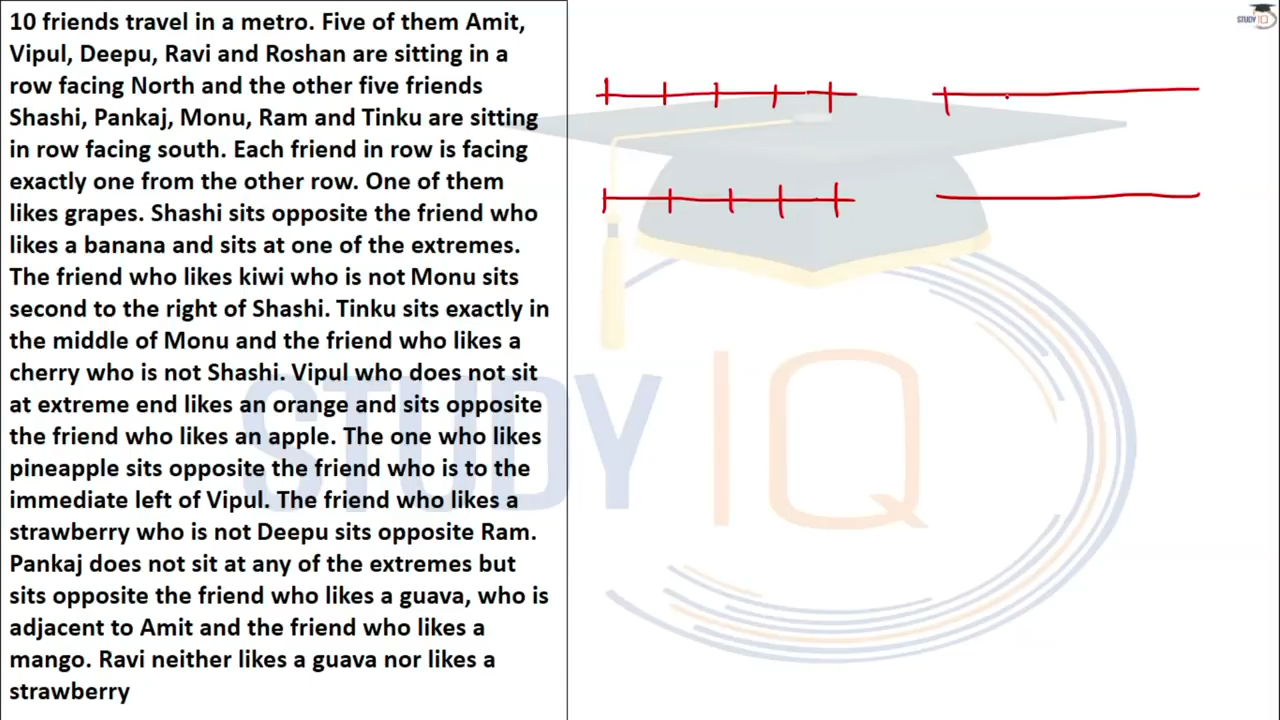 10 friends travel in a metro. Five of them Amit,
Vipul, Deepu, Ravi and Roshan are sitting in a
row facing North and the other five friends
Shashi, Pankaj, Monu, Ram and Tinku are sitting
in row facing south. Each friend in row is facing
exactly one from the other row. One of them
likes grapes. Shashi sits opposite the friend who
likes a banana and sits at one of the extremes.
The friend who likes kiwi who is not Monu sits
second to the right of Shashi. Tinku sits exactly in
the middle of Monu and the friend who likes a
cherry who is not Shashi. Vipul who does not sit
at extreme end likes an orange and sits opposite
the friend who likes an apple. The one who likes
pineapple sits opposite the friend who is to the
immediate left of Vipul. The friend who likes a
strawberry who is not Deepu sits opposite Ram.
Pankaj does not sit at any of the extremes but
sits opposite the friend who likes a guava, who is
adjacent to Amit and the friend who likes a
mango. Ravi neither likes a guava nor likes a
strawberry
STUDY IQ
STUDY IQ